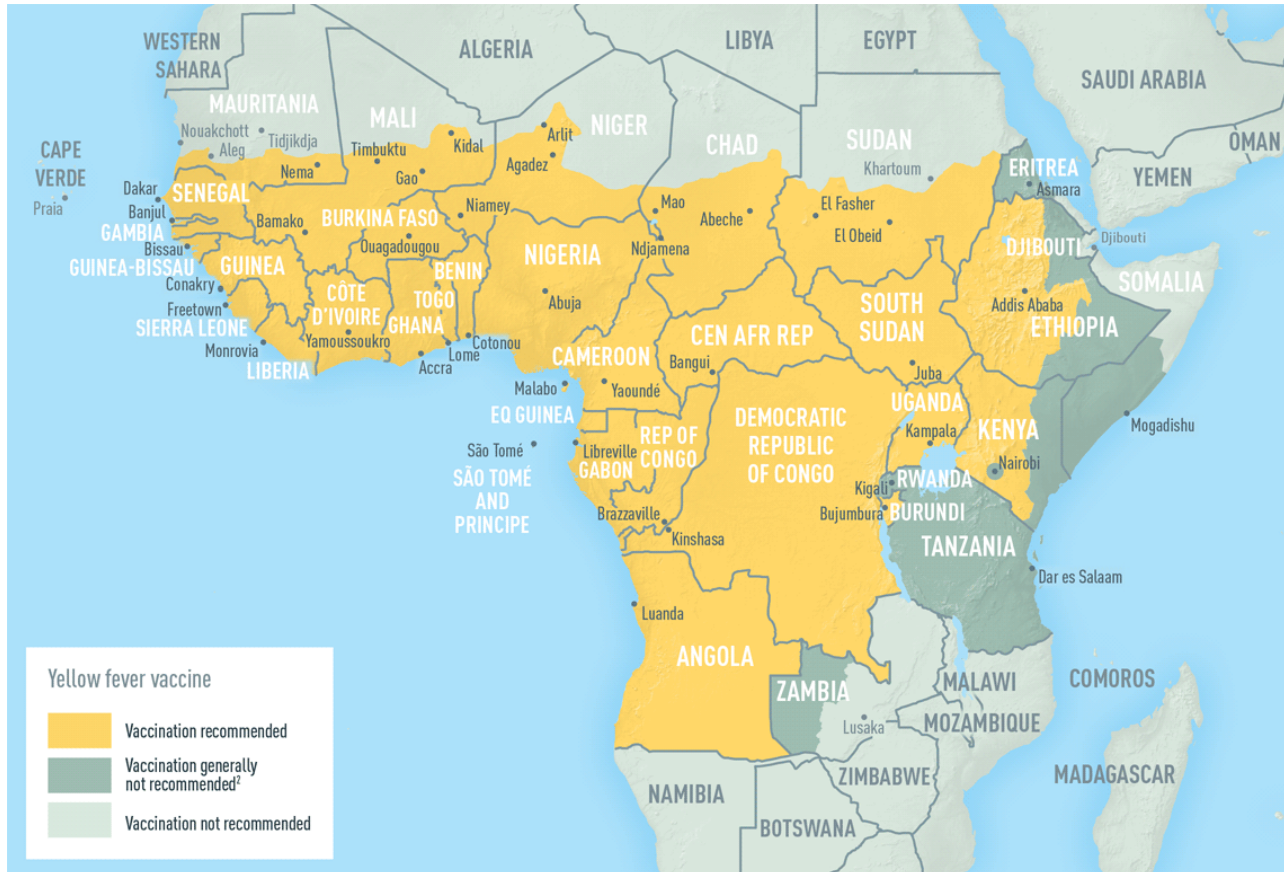 WESTERN
SAHARA
ALGERIA
LIBYA
EGYPT
SAUDI ARABIA
OMAN
YEMEN
MAURITANIA
Nouakchott
Tidjikdja
Aleg
MALI
Timbuktu
Kidal
Arlit
NIGER
Agadez
CHAD
SUDAN
Khartoum
ERITREA
Asmara
CAPE
VERDE
Praia
Dakar
SENEGAL
Nema
Gao
Banjul
GAMBIA
Bamako
BURKINA FASO
Niamey
Mao
Abeche
El Fasher
El Obeid
Bissau
GUINEA-BISSAU
Ouagadougou
Ndjamena
DJIBOUTI
Djibouti
GUINEA
BENIN
NIGERIA
SOMALIA
Conakry
Freetown
CÔTE
D'IVOIRE
TOGO
Abuja
SOUTH
SUDAN
Addis Ababa
SIERRA LEONE
GHANA
ETHIOPIA
Monrovia
Yamoussoukro
Cotonou
Lome
CEN AFR REP
LIBERIA
Accra
CAMEROON
Bangui
Juba
Malabo
Yaoundé
EQ GUINEA
UGANDA
Kampala
KENYA
Mogadishu
DEMOCRATIC
REPUBLIC
OF CONGO
REP OF
CONGO
São Tomé
Libreville
GABON
Nairobi
SÃO TOMÉ
AND
PRINCIPE
Kigali
RWANDA
Brazzaville
Bujumbura
BURUNDI
Kinshasa
TANZANIA
Dar es Salaam
Luanda
ANGOLA
ZAMBIA
Lusaka
MALAWI
COMOROS
MOZAMBIQUE
ZIMBABWE
MADAGASCAR
NAMIBIA
BOTSWANA
Yellow fever vaccine
Vaccination recommended
Vaccination generally
not recommended²
Vaccination not recommended